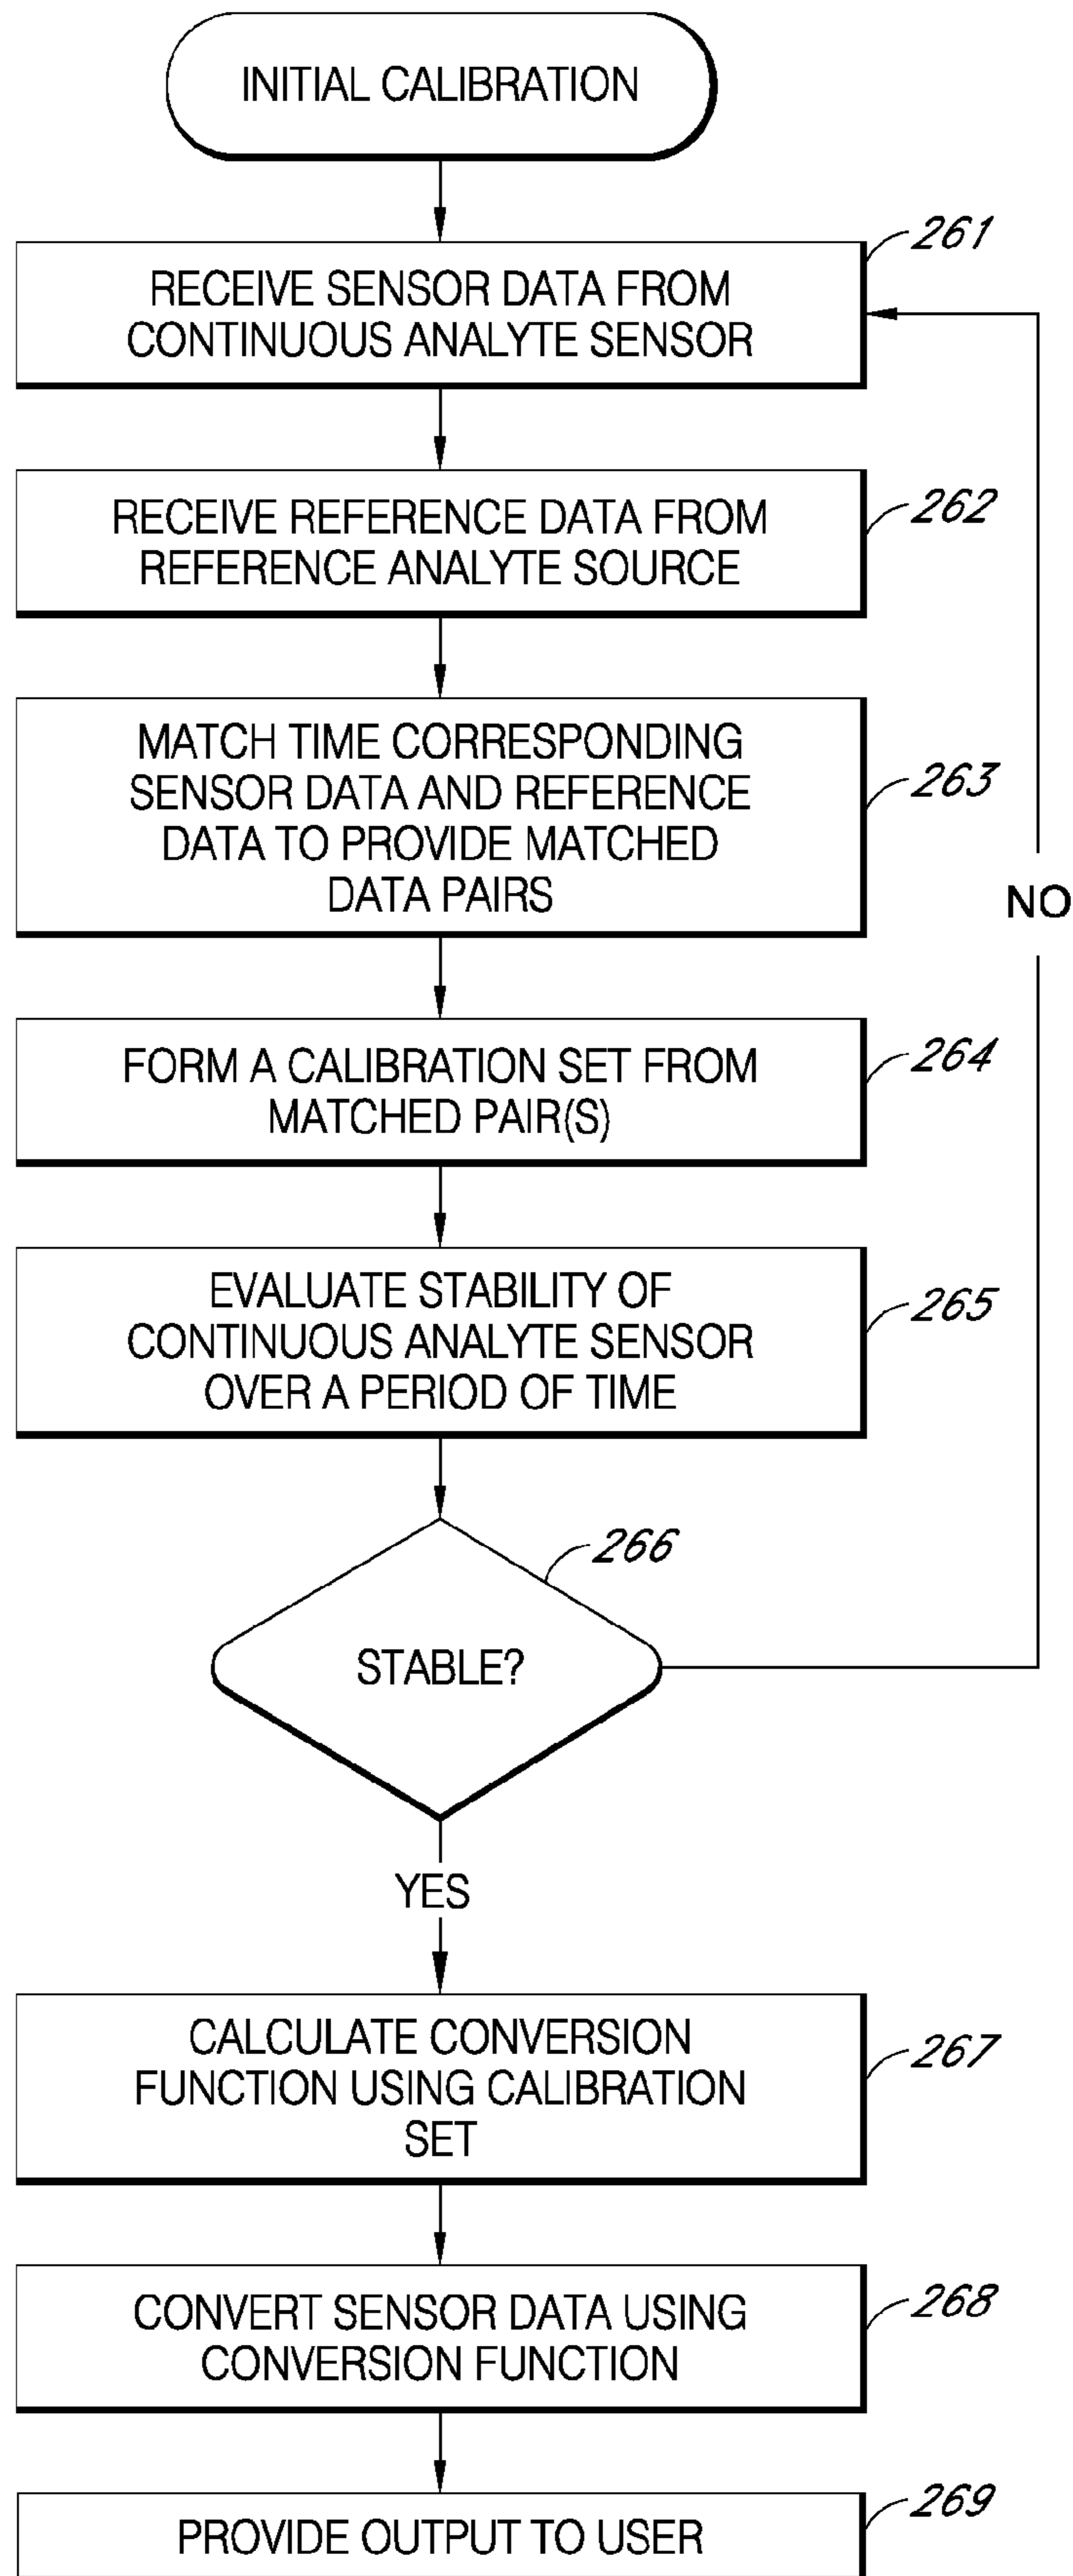 INITIAL CALIBRATION
261
RECEIVE SENSOR DATA FROM
CONTINUOUS ANALYTE SENSOR
262
RECEIVE REFERENCE DATA FROM
REFERENCE ANALYTE SOURCE
263
MATCH TIME CORRESPONDING
SENSOR DATA AND REFERENCE
DATA TO PROVIDE MATCHED
DATA PAIRS
NO
264
FORM A CALIBRATION SET FROM
MATCHED PAIR(S)
265
EVALUATE STABILITY OF
CONTINUOUS ANALYTE SENSOR
OVER A PERIOD OF TIME
266
STABLE?
YES
267
CALCULATE CONVERSION
FUNCTION USING CALIBRATION
SET
268
CONVERT SENSOR DATA USING
CONVERSION FUNCTION
269
PROVIDE OUTPUT TO USER